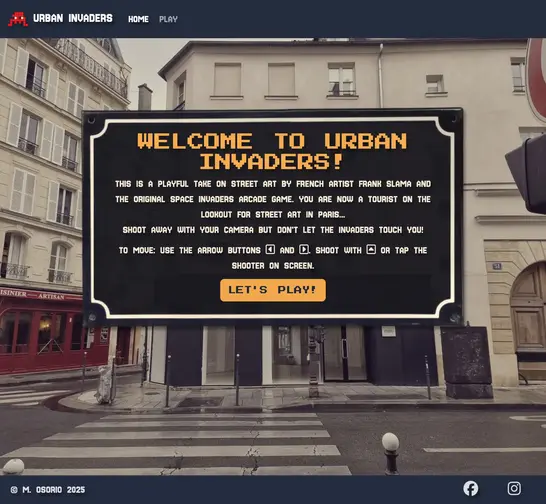 URBAN INVADERS HOME PLAY
WELCOME TO URBAN
INVADERS!
THIS IS A PLAYFUL TAKE ON STREET ART BY FRENCH ARTIST FRANK SLAMA AND
THE ORIGINAL SPACE INVADERS ARCADE GAME. YOU ARE NOW A TOURIST ON THE
LOOKOUT FOR STREET ART IN PARIS...
SHOOT AWAY WITH YOUR CAMERA BUT DON'T LET THE INVADERS TOUCH YOU!
TO MOVE: USE THE ARROW BUTTONS AND . SHOOT WITH OR TAP THE
SHOOTER ON SCREEN.
LET'S PLAY!
ISINIER ARTISAN
© M. OSORIO 2025